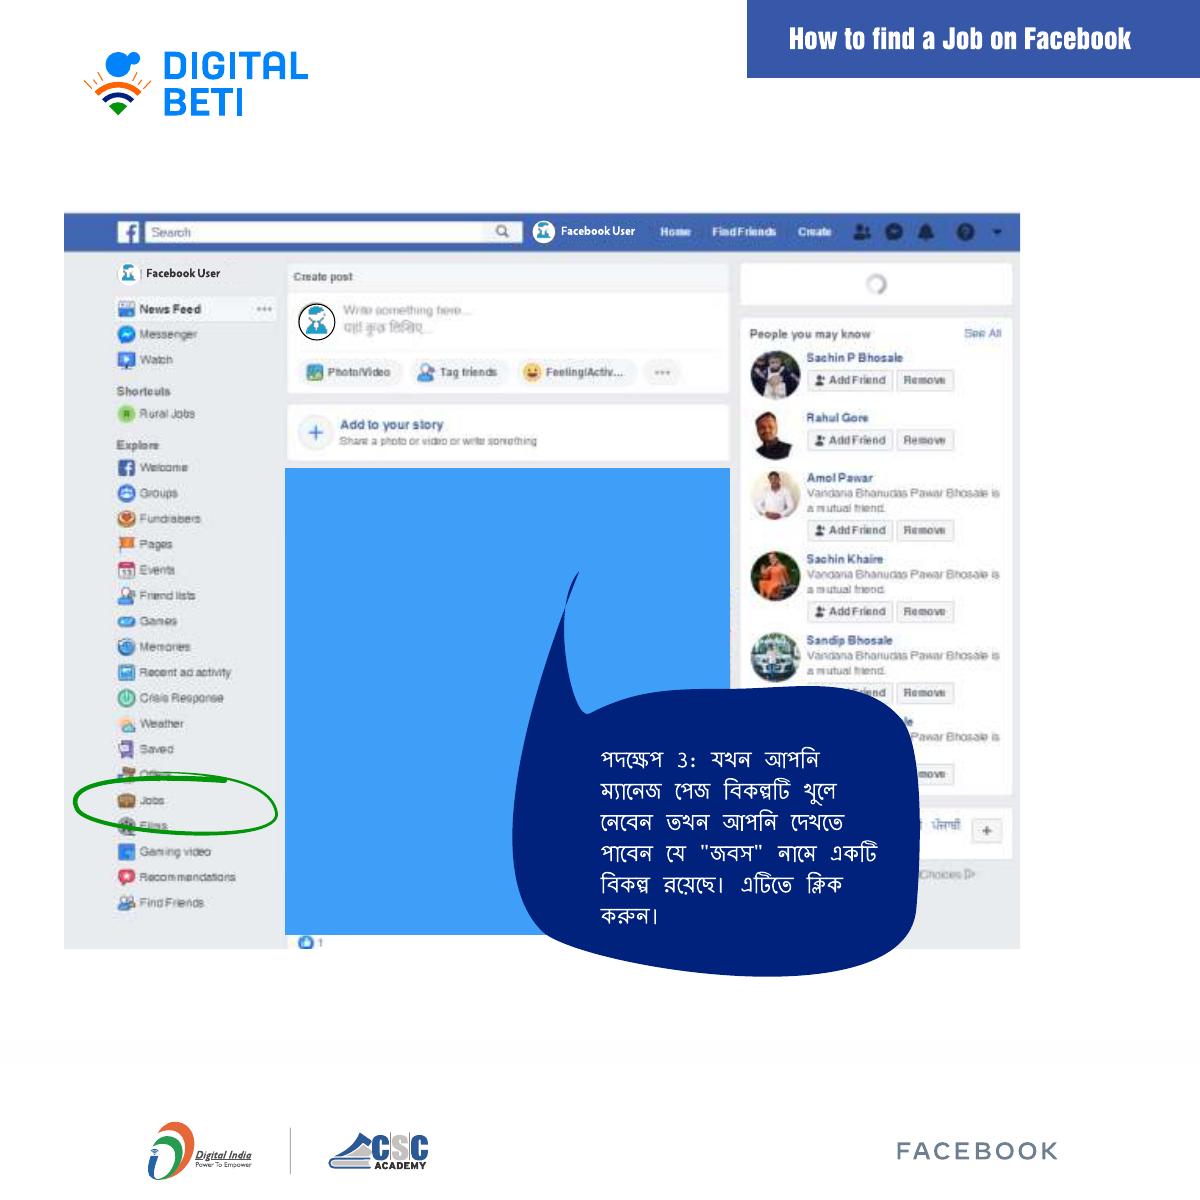 How to find a Job on Facebook
DIGITAL
BETI
Search
Facebook User
Home
Find Friends
Create
Facebook User
News Feed
Messenger
Watch
Shortcuts
Rural Jobs
Explore
Welcome
Groups
Fundraisers
Pages
Events
Friend lists
Games
Memories
Recent ad activity
Crisis Response
Weather
Saved
Offers
Jobs
Films
Gaming video
Recommendations
Find Friends
Create post
Write something here...
यहां कुछ लिखिए...
Photo/Video
Tag friends
Feeling/Activ...
Add to your story
Share a photo or video or write something
1
People you may know
See All
Sachin P Bhosale
Add Friend Remove
Rahul Gore
Add Friend Remove
Amol Pawar
Vandana Bhanudas Pawar Bhosale is
a mutual friend.
Add Friend Remove
Sachin Khaire
Vandana Bhanudas Pawar Bhosale is
a mutual friend.
Add Friend Remove
Sandip Bhosale
Vandana Bhanudas Pawar Bhosale is
a mutual friend.
Friend Remove
Pawar Bhosale is
ਪੰਜਾਬੀ
Choices
পদক্ষেপ 3: যখন আপনি
ম্যানেজ পেজ বিকল্পটি খুলে
নেবেন তখন আপনি দেখতে
পাবেন যে "জবস" নামে একটি
বিকল্প রয়েছে। এটিতে ক্লিক
করুন।
Digital India
Power To Empower
CSC
ACADEMY
FACEBOOK